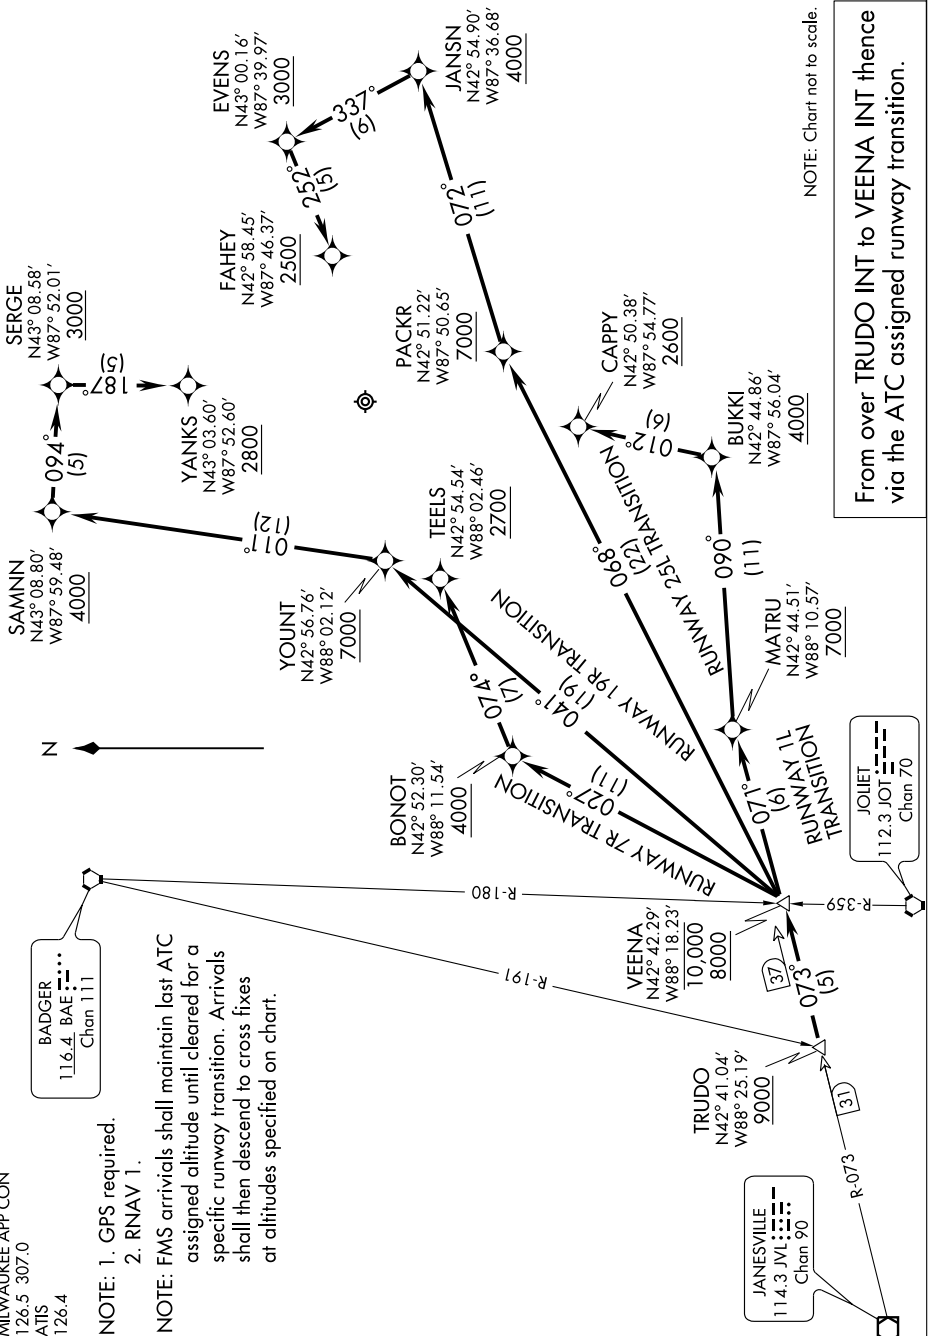 MILWAUKEE APP CON
126.5 307.0
ATIS
126.4
NOTE: 1. GPS required.
2. RNAV 1.
NOTE: FMS arrivials shall maintain last ATC
assigned altitude until cleared for a
specific runway transition. Arrivals
shall then descend to cross fixes
at altitudes specified on chart.
BADGER
116.4 BAE
Chan 111
N
SAMNN
N43° 08.80'
W87° 59.48'
4000
094°
(5)
SERGE
N43° 08.58'
W87° 52.01'
3000
187°
(5)
YANKS
N43° 03.60'
W87° 52.60'
2800
EVENS
N43° 00.16'
W87° 39.97'
3000
252°
(5)
337°
(9)
FAHEY
N42° 58.45'
W87° 46.37'
2500
JANSN
N42° 54.90'
W87° 36.68'
4000
011°
(12)
YOUNT
N42° 56.76'
W88° 02.12'
7000
TEELS
N42° 54.54'
W88° 02.46'
2700
PACKR
N42° 51.22'
W87° 50.65'
7000
072°
(11)
BONOT
N42° 52.30'
W88° 11.54'
4000
074°
(7)
CAPPY
N42° 50.38'
W87° 54.77'
2600
012°
(6)
BUKKI
N42° 44.86'
W87° 56.04'
4000
RUNWAY 7R TRANSITION
027°
(11)
041°
(19)
RUNWAY 19R TRANSITION
068°
(22)
RUNWAY 25L TRANSITION
090°
(11)
MATRU
N42° 44.51'
W88° 10.57'
7000
071°
(6)
RUNWAY 1L
TRANSITION
R-180
R-191
VEENA
N42° 42.29'
W88° 18.23'
10,000
8000
R-359
JOLIET
112.3 JOT
Chan 70
37
073°
(5)
TRUDO
N42° 41.04'
W88° 25.19'
9000
31
R-073
JANESVILLE
114.3 JVL
Chan 90
NOTE: Chart not to scale.
From over TRUDO INT to VEENA INT thence
via the ATC assigned runway transition.